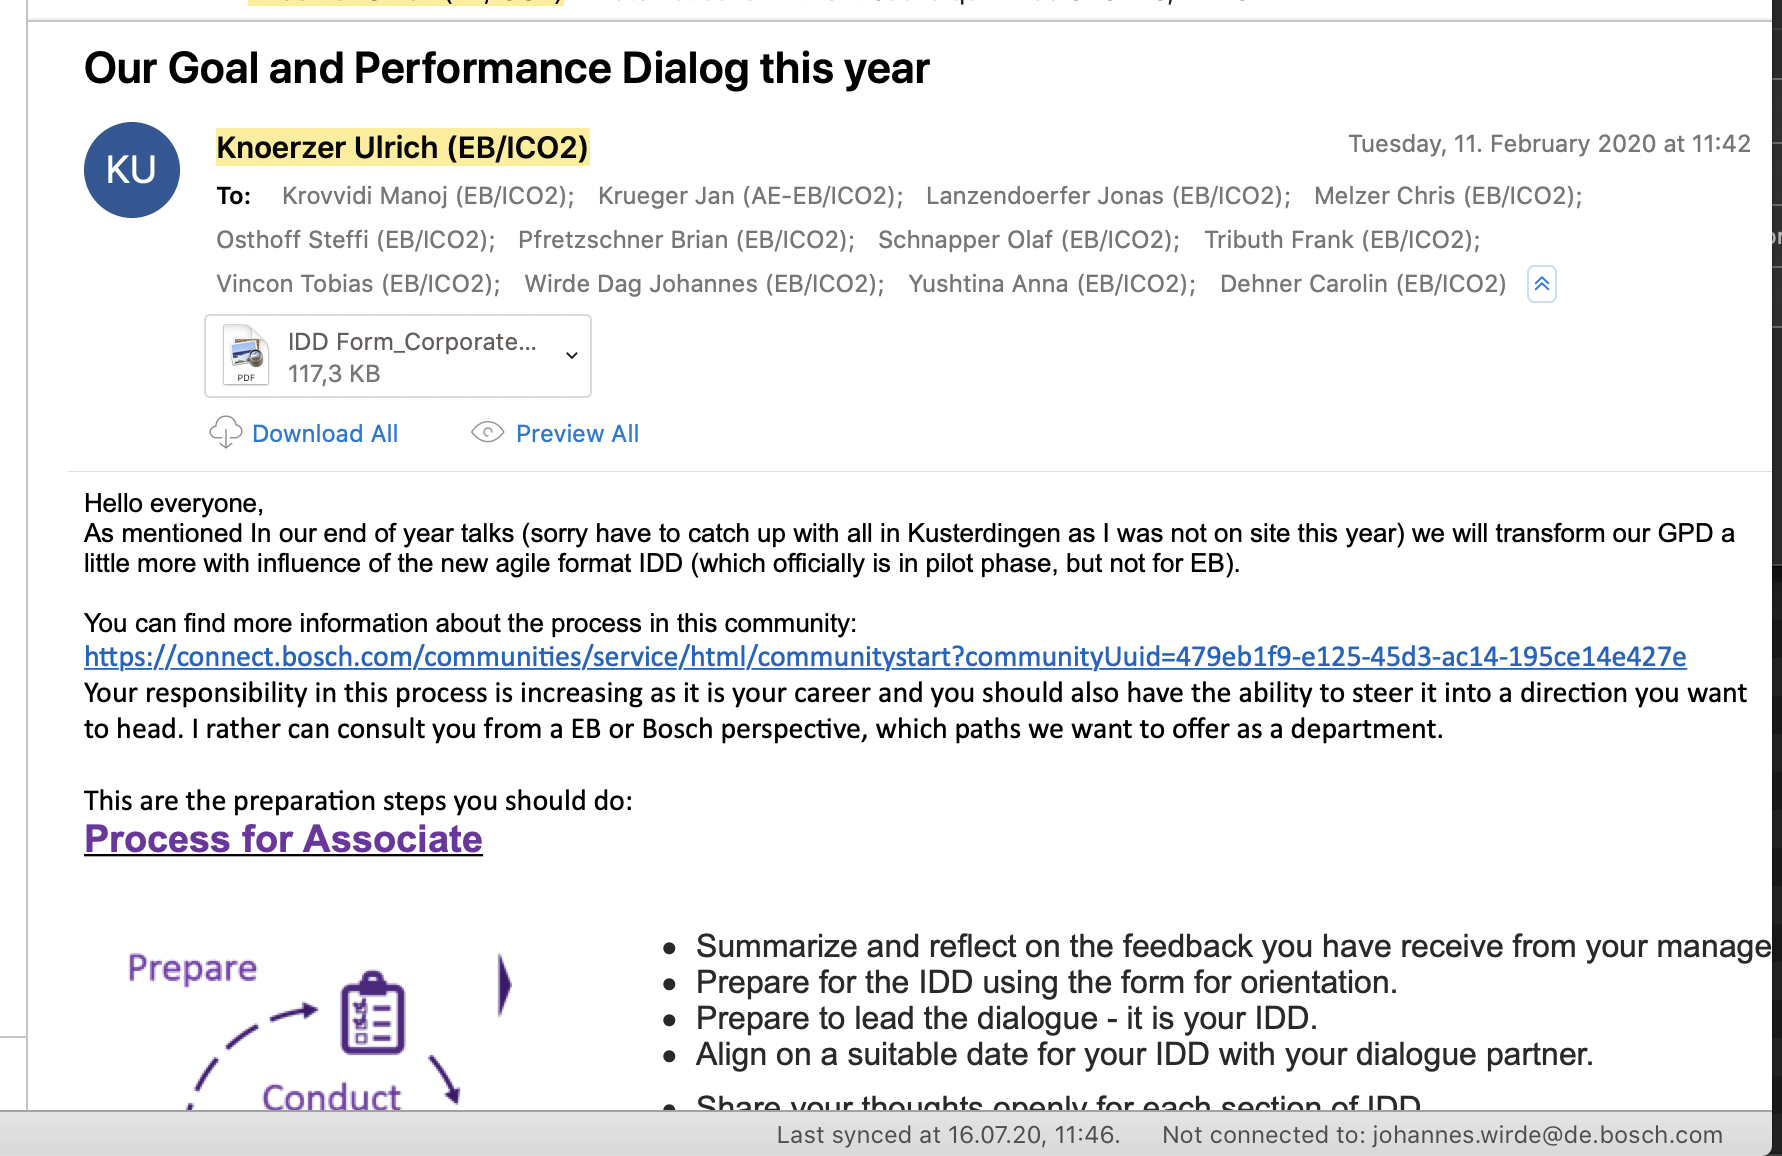 Our Goal and Performance Dialog this year
KU
Knoerzer Ulrich (EB/ICO2)
Tuesday, 11. February 2020 at 11:42
To: Krovvidi Manoj (EB/ICO2); Krueger Jan (AE-EB/ICO2); Lanzendoerfer Jonas (EB/ICO2); Melzer Chris (EB/ICO2);
Osthoff Steffi (EB/ICO2); Pfretzschner Brian (EB/ICO2); Schnapper Olaf (EB/ICO2); Tributh Frank (EB/ICO2);
Vincon Tobias (EB/ICO2); Wirde Dag Johannes (EB/ICO2); Yushtina Anna (EB/ICO2); Dehner Carolin (EB/ICO2)
PDF
IDD Form_Corporate...
117,3 KB
Download All Preview All
Hello everyone,
As mentioned In our end of year talks (sorry have to catch up with all in Kusterdingen as I was not on site this year) we will transform our GPD a
little more with influence of the new agile format IDD (which officially is in pilot phase, but not for EB).
You can find more information about the process in this community:
https://connect.bosch.com/communities/service/html/communitystart?communityUuid=479eb1f9-e125-45d3-ac14-195ce14e427e
Your responsibility in this process is increasing as it is your career and you should also have the ability to steer it into a direction you want
to head. I rather can consult you from a EB or Bosch perspective, which paths we want to offer as a department.
This are the preparation steps you should do:
Process for Associate
Prepare
Conduct
• Summarize and reflect on the feedback you have receive from your manage
• Prepare for the IDD using the form for orientation.
• Prepare to lead the dialogue - it is your IDD.
• Align on a suitable date for your IDD with your dialogue partner.
• Share your thoughts openly for each section of IDD
Last synced at 16.07.20, 11:46. Not connected to: johannes.wirde@de.bosch.com